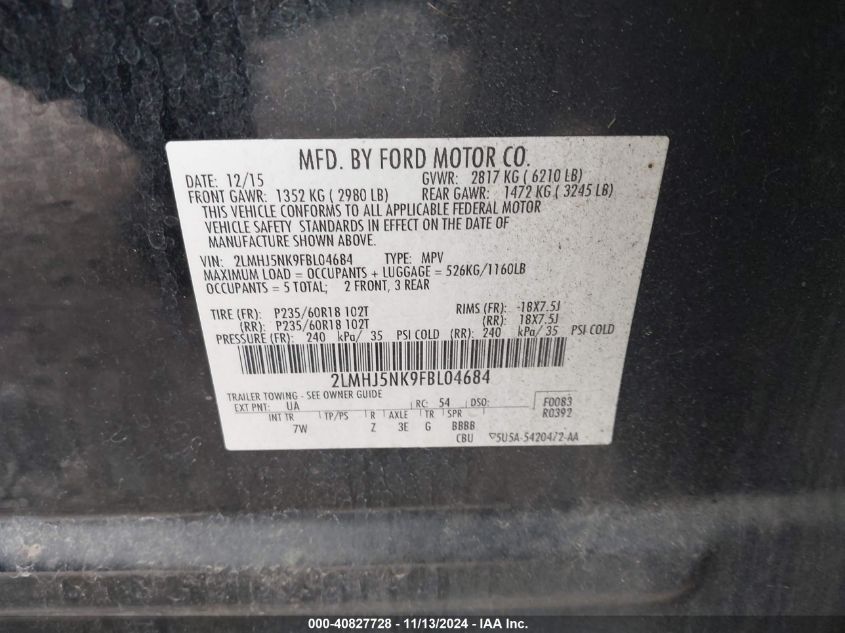 MFD. BY FORD MOTOR CO.
DATE: 12/15 GVWR: 2817 KG ( 6210 LB)
FRONT GAWR: 1352 KG ( 2980 LB) REAR GAWR: 1472 KG ( 3245 LB)
THIS VEHICLE CONFORMS TO ALL APPLICABLE FEDERAL MOTOR
VEHICLE SAFETY STANDARDS IN EFFECT ON THE DATE OF
MANUFACTURE SHOWN ABOVE.
VIN: 2LMHJ5NK9FBL04684 TYPE: MPV
MAXIMUM LOAD = OCCUPANTS + LUGGAGE = 526KG/1160LB
OCCUPANTS = 5 TOTAL; 2 FRONT, 3 REAR
TIRE (FR): P235/60R18 102T RIMS (FR): 18X7.5J
(RR): P235/60R18 102T (RR): 18X7.5J
PRESSURE (FR): 240 kPa/ 35 PSI COLD (RR): 240 kPa/ 35 PSI COLD
2LMHJ5NK9FBL04684
TRAILER TOWING - SEE OWNER GUIDE
EXT PNT: UA RC: 54 DSO: F0083
INT TR TP/PS R AXLE TR SPR R0392
7W Z 3E G BBBB
CBU 5U5A-5420472-AA
000-40827728 - 11/13/2024 - IAA Inc.